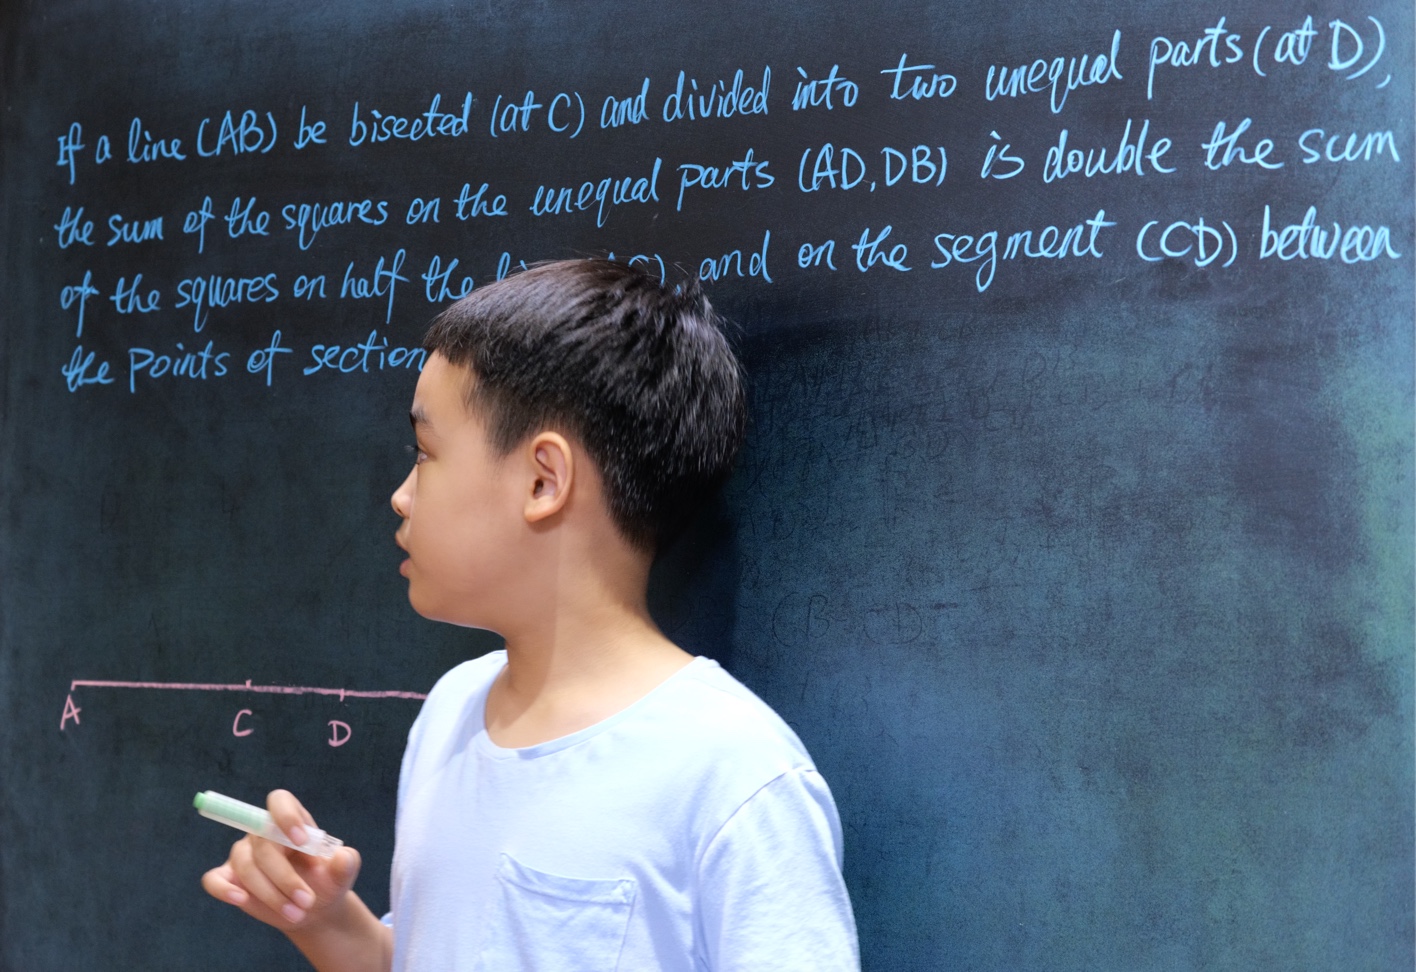 If a line (AB) be bisected (at C) and divided into two unequal parts (at D),
the sum of the squares on the unequal parts (AD, DB) is double the sum
of the squares on half the and on the segment (CD) between
the points of section
A C D